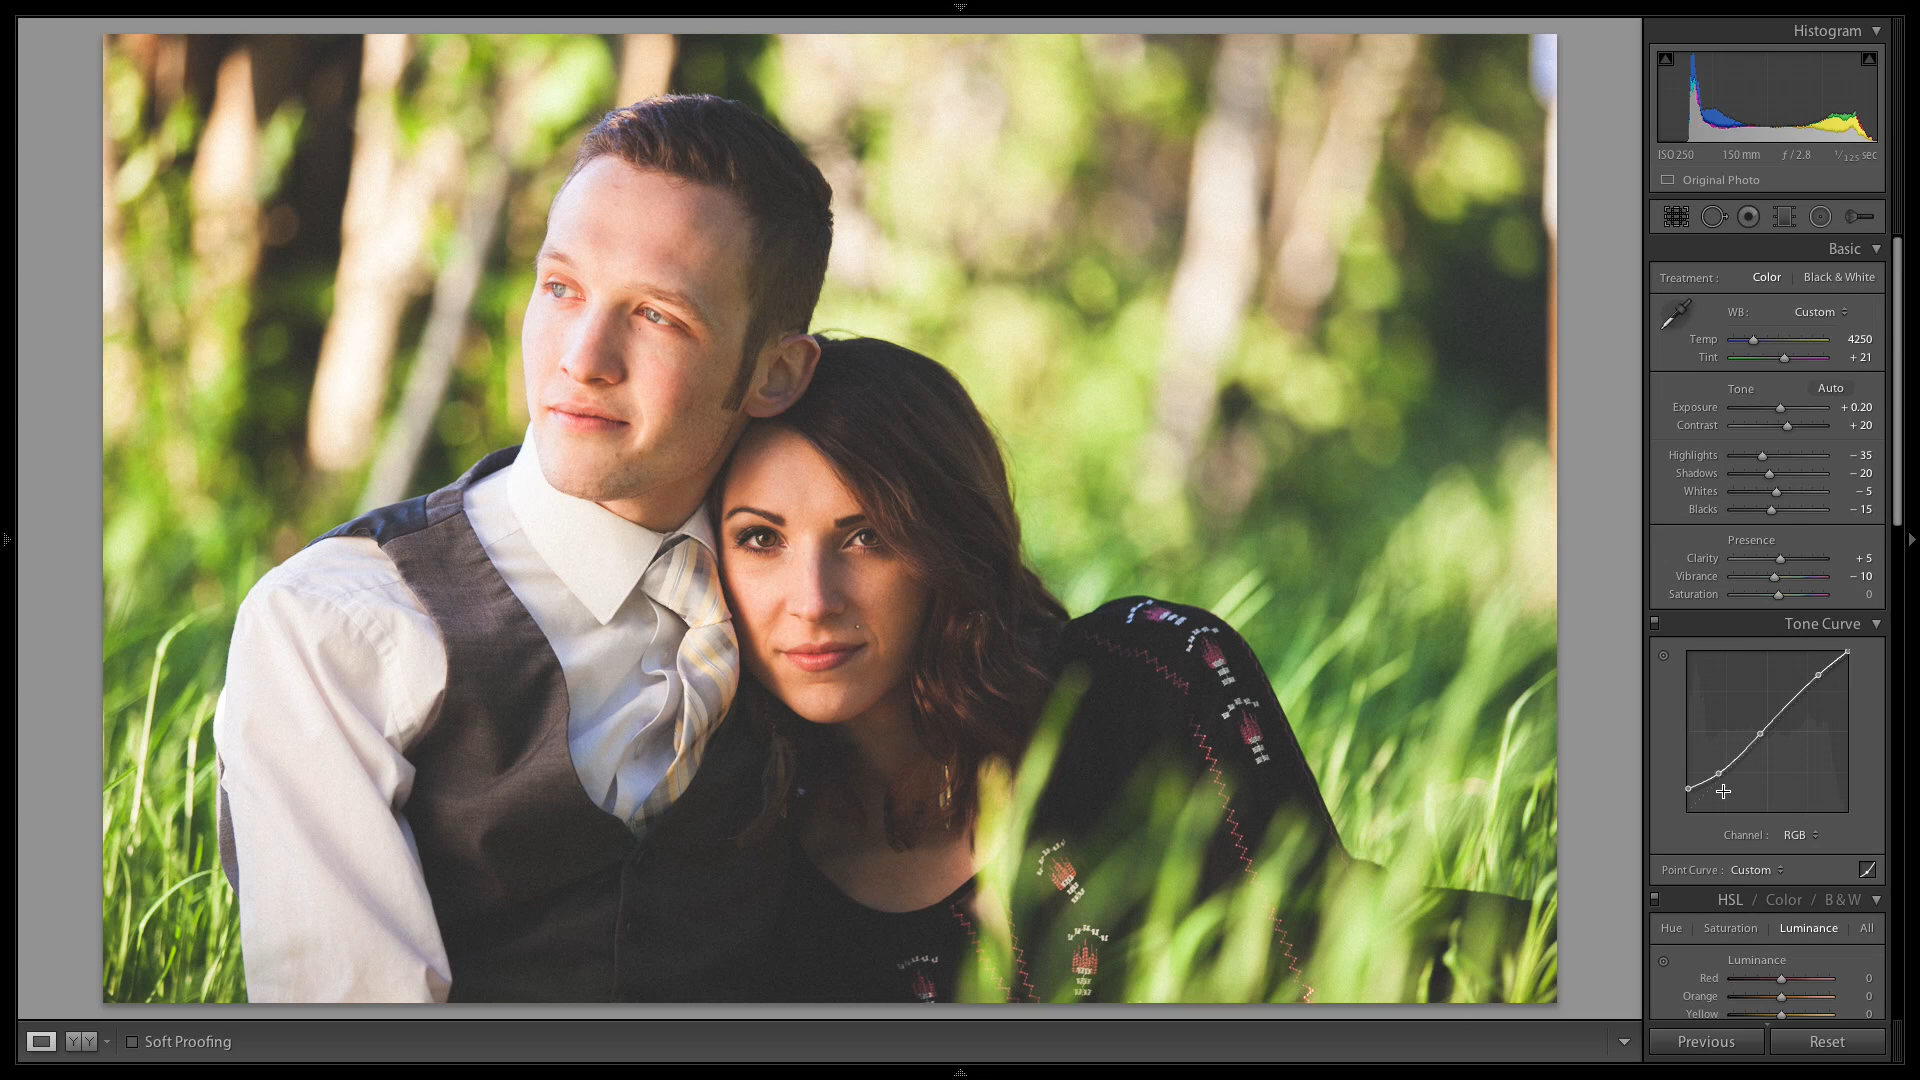 Histogram
ISO 250 150 mm ƒ / 2.8 1/125 sec
Original Photo
Basic
Treatment : Color Black & White
WB : Custom
Temp 4250
Tint + 21
Tone Auto
Exposure + 0.20
Contrast + 20
Highlights − 35
Shadows − 20
Whites − 5
Blacks − 15
Presence
Clarity + 5
Vibrance − 10
Saturation 0
Tone Curve
Channel : RGB
Point Curve : Custom
HSL / Color / B & W
Hue Saturation Luminance All
Luminance
Red 0
Orange 0
Yellow 0
Y Y Soft Proofing Previous Reset